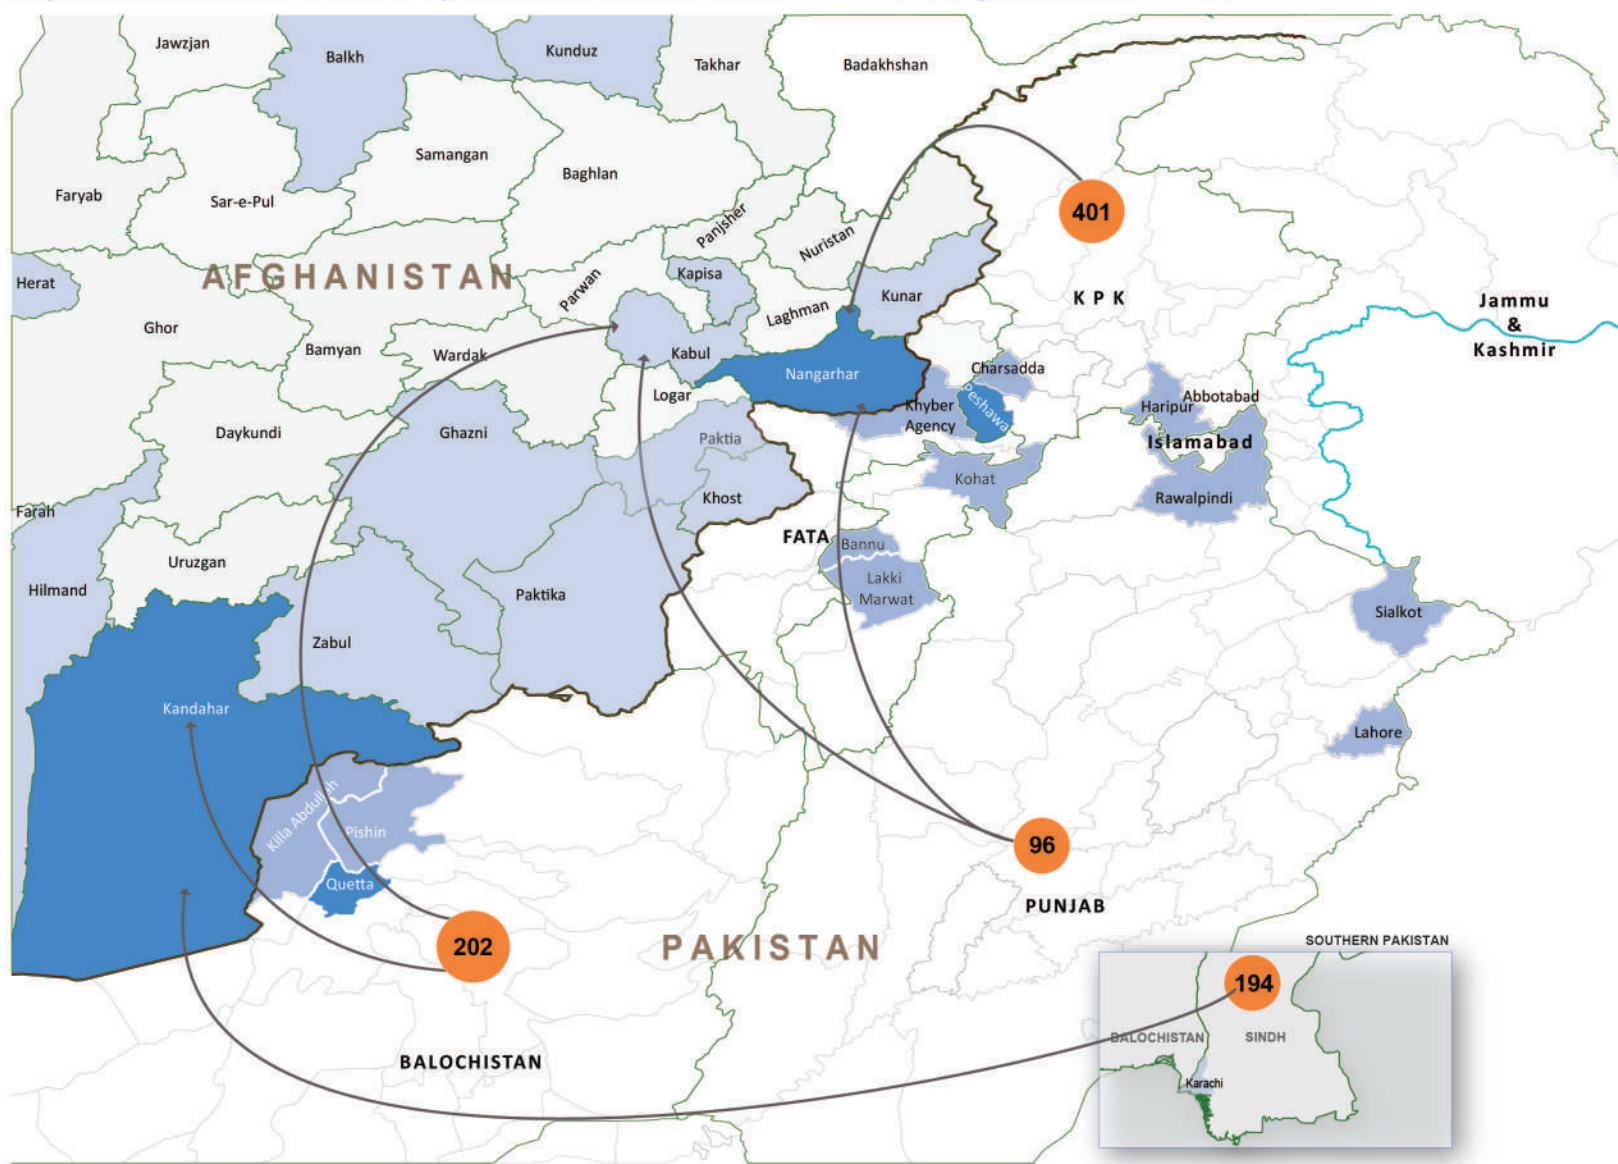 Jawzjan
Balkh
Kunduz
Takhar
Badakhshan
Samangan
Baghlan
Faryab
Sar-e-Pul
401
Panjsher
Nuristan
AFGHANISTAN
Kapisa
Herat
Parwan
Kunar
KPK
Laghman
Jammu
&
Kashmir
Ghor
Bamyan
Wardak
Kabul
Nangarhar
Charsadda
Logar
Khyber
Agency
Peshawa
Haripur
Abbotabad
Daykundi
Ghazni
Paktia
Islamabad
Kohat
Rawalpindi
Khost
Farah
FATA
Bannu
Uruzgan
Hilmand
Paktika
Lakki
Marwat
Sialkot
Zabul
Kandahar
Lahore
Killa Abdullah
Pishin
96
Quetta
PUNJAB
202
PAKISTAN
SOUTHERN PAKISTAN
194
BALOCHISTAN
SINDH
BALOCHISTAN
Karachi